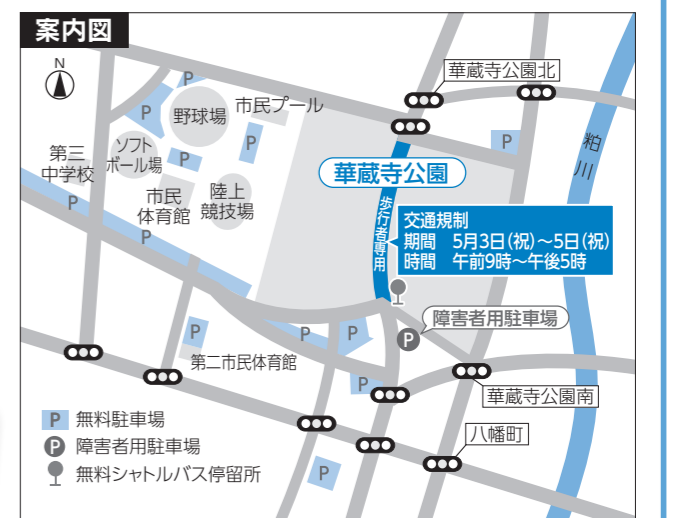 案内図
N
華蔵寺公園北
P
P
野球場
市民プール
P
P
粕川
第三
中学校
ソフト
ボール場
P
華蔵寺公園
P
市民
体育館
陸上
競技場
歩行者専用
交通規制
期間 5月3日(祝)~5日(祝)
時間 午前9時~午後5時
P
障害者用駐車場
P
P
P
P
第二市民体育館
P
華蔵寺公園南
八幡町
P 無料駐車場
P 障害者用駐車場
無料シャトルバス停留所
P